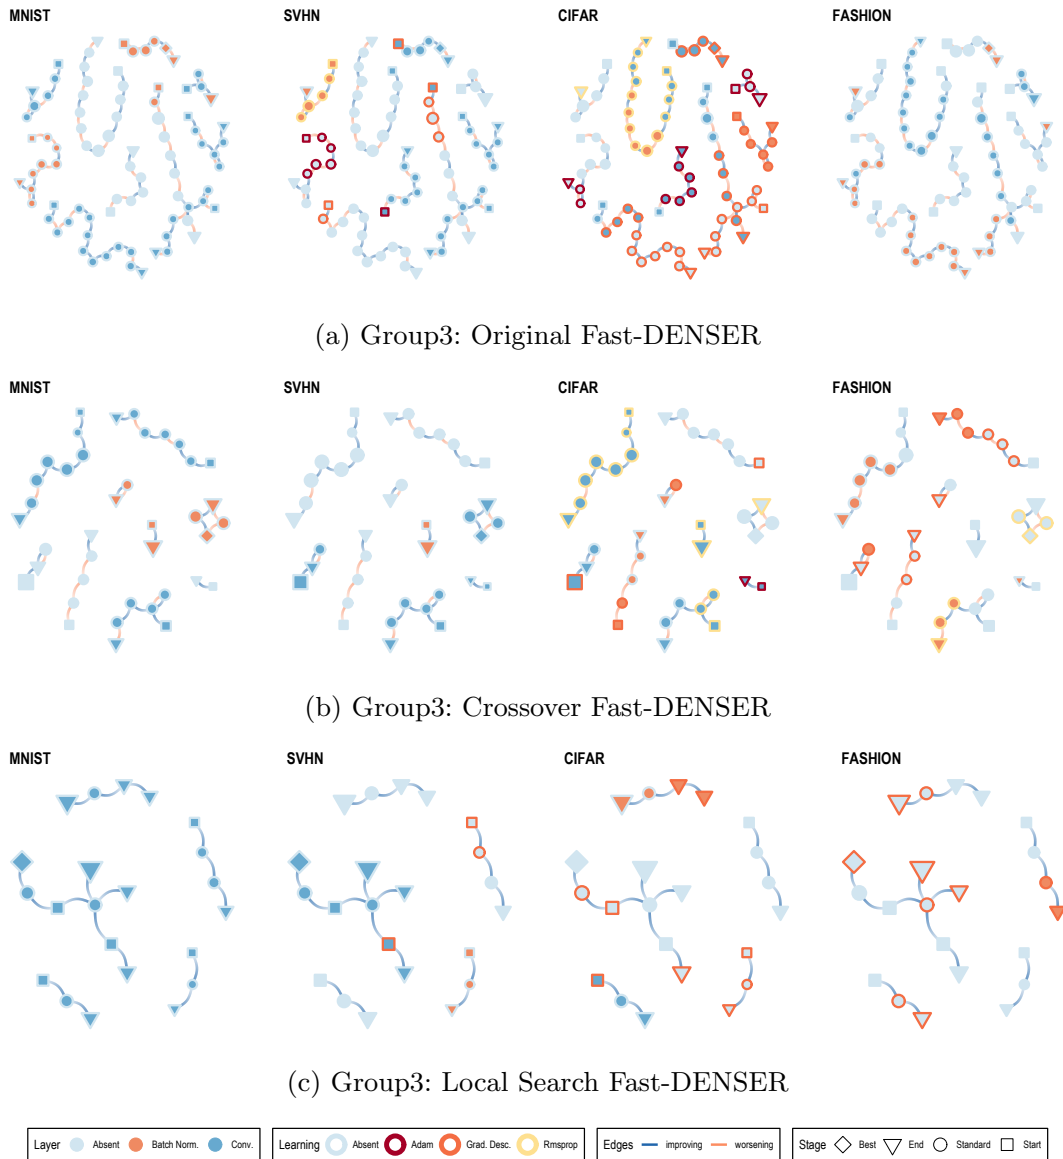 MNIST SVHN CIFAR FASHION
(a) Group3: Original Fast-DENSER
MNIST SVHN CIFAR FASHION
(b) Group3: Crossover Fast-DENSER
MNIST SVHN CIFAR FASHION
(c) Group3: Local Search Fast-DENSER
Layer Absent Batch Norm. Conv. Learning Absent Adam Grad. Desc. Rmsprop Edges improving worsening Stage Best End Standard Start